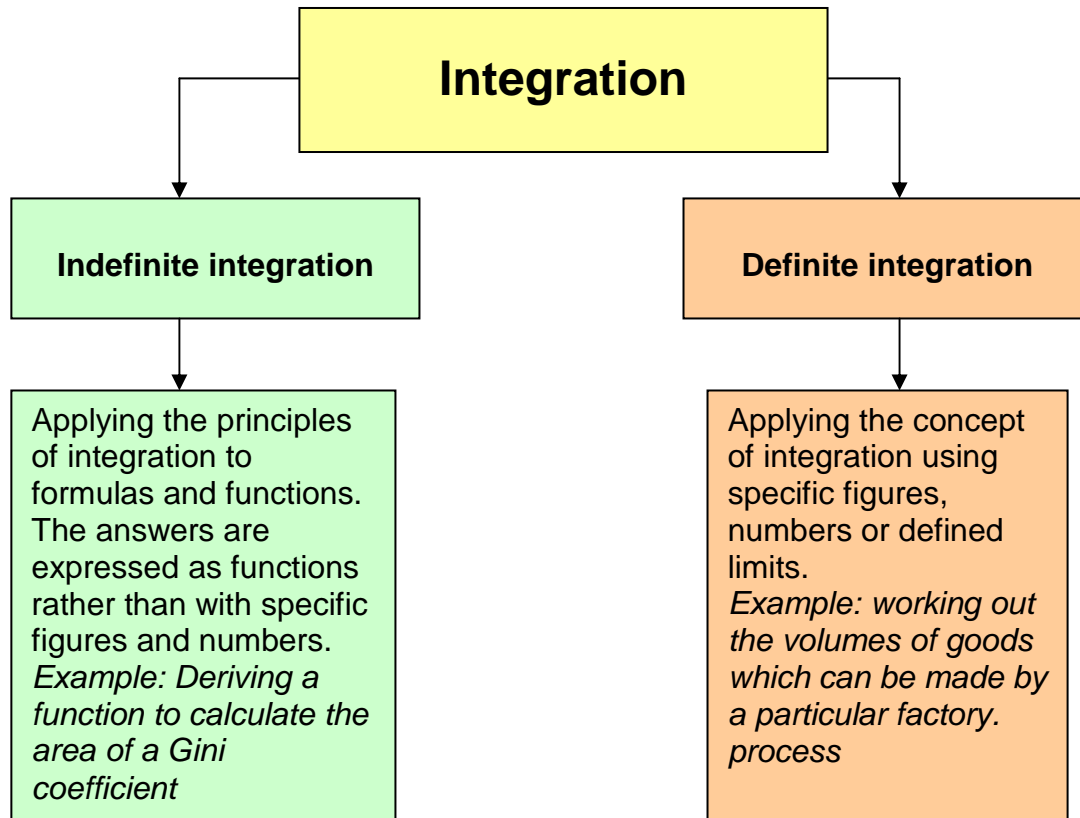 Integration
Indefinite integration
Definite integration
Applying the principles
of integration to
formulas and functions.
The answers are
expressed as functions
rather than with specific
figures and numbers.
Example: Deriving a
function to calculate the
area of a Gini
coefficient
Applying the concept
of integration using
specific figures,
numbers or defined
limits.
Example: working out
the volumes of goods
which can be made by
a particular factory.
process